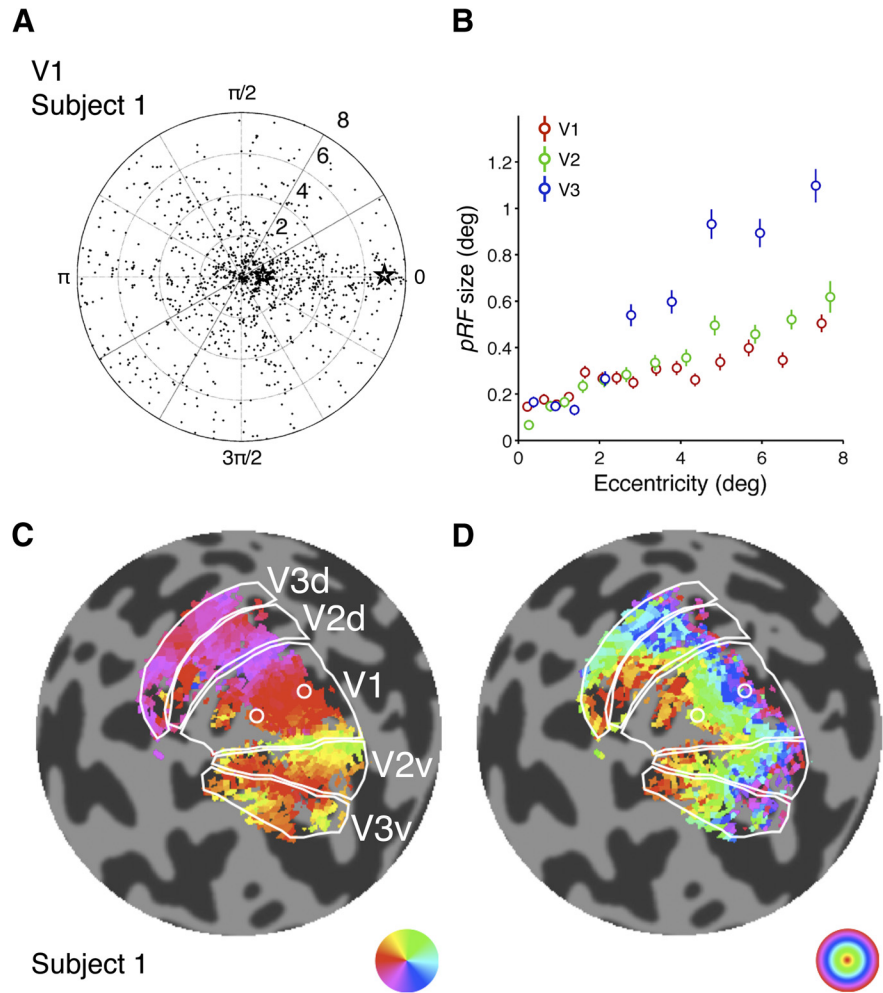 A
V1
Subject 1
π/2
8
6
4
2
π
0
3π/2
B
V1
V2
V3
1.2
1
0.8
0.6
0.4
0.2
0
0 2 4 6 8
pRF size (deg)
Eccentricity (deg)
C
V3d
V2d
V1
V2v
V3v
Subject 1
D